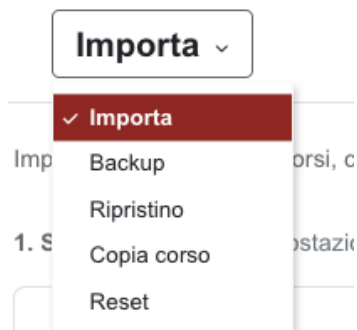 Importa
Importa
Imp
Backup
orsi, c
Ripristino
1. S
Copia corso
ostazio
Reset